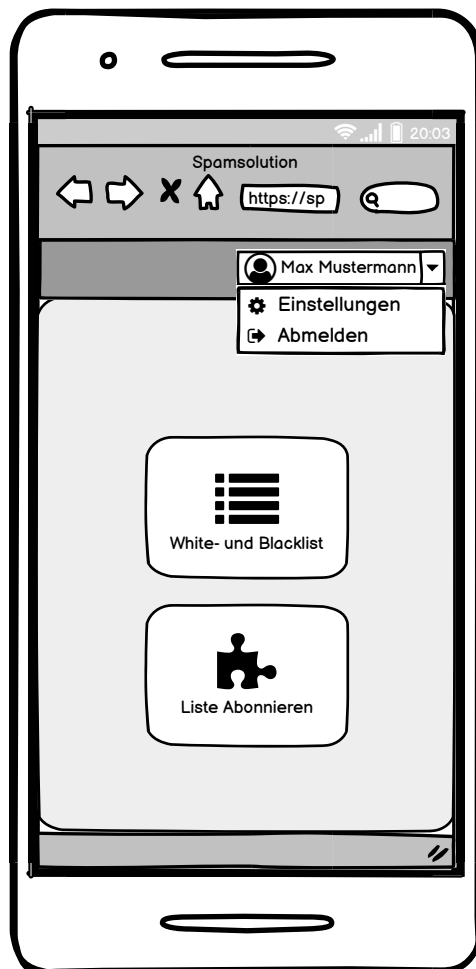 20:03
Spamsolution
https://sp
Max Mustermann
Einstellungen
Abmelden
White- und Blacklist
Liste Abonnieren